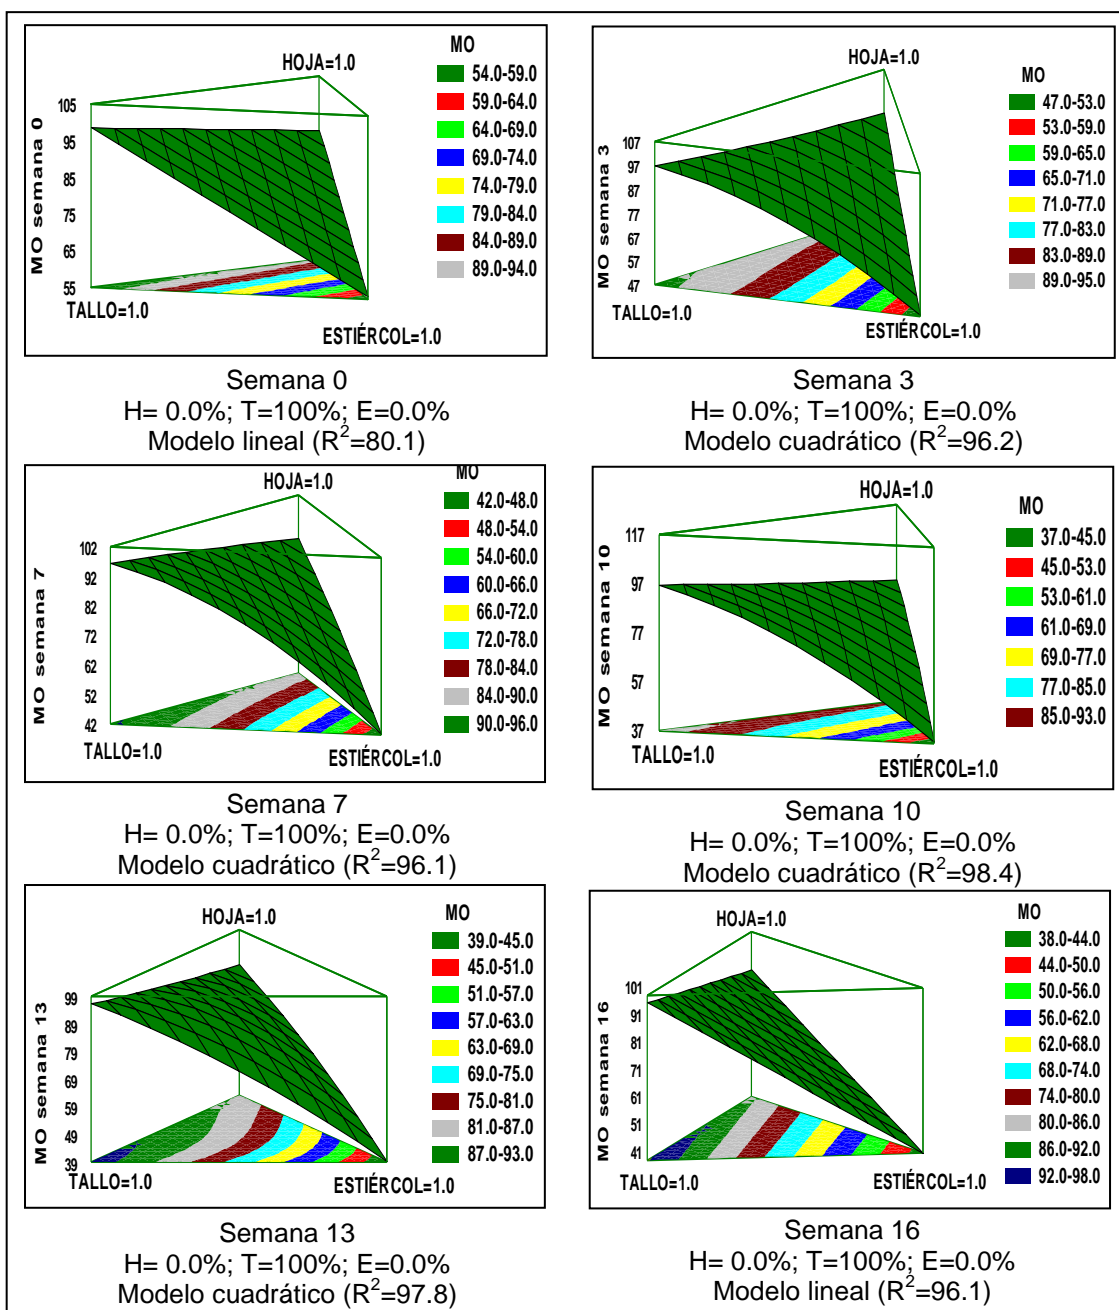 MO
HOJA=1.0
105
95
85
75
65
55
MO semana 0
TALLO=1.0
ESTIÉRCOL=1.0
54.0-59.0
59.0-64.0
64.0-69.0
69.0-74.0
74.0-79.0
79.0-84.0
84.0-89.0
89.0-94.0
Semana 0
H= 0.0%; T=100%; E=0.0%
Modelo lineal (R²=80.1)
HOJA=1.0
MO
107
97
87
77
67
57
47
MO semana 3
TALLO=1.0
ESTIÉRCOL=1.0
47.0-53.0
53.0-59.0
59.0-65.0
65.0-71.0
71.0-77.0
77.0-83.0
83.0-89.0
89.0-95.0
Semana 3
H= 0.0%; T=100%; E=0.0%
Modelo cuadrático (R²=96.2)
MO
HOJA=1.0
102
92
82
72
62
52
42
MO semana 7
TALLO=1.0
ESTIÉRCOL=1.0
42.0-48.0
48.0-54.0
54.0-60.0
60.0-66.0
66.0-72.0
72.0-78.0
78.0-84.0
84.0-90.0
90.0-96.0
Semana 7
H= 0.0%; T=100%; E=0.0%
Modelo cuadrático (R²=96.1)
HOJA=1.0
MO
117
97
77
57
37
MO semana 10
TALLO=1.0
ESTIÉRCOL=1.0
37.0-45.0
45.0-53.0
53.0-61.0
61.0-69.0
69.0-77.0
77.0-85.0
85.0-93.0
Semana 10
H= 0.0%; T=100%; E=0.0%
Modelo cuadrático (R²=98.4)
HOJA=1.0
MO
99
89
79
69
59
49
39
MO semana 13
TALLO=1.0
ESTIÉRCOL=1.0
39.0-45.0
45.0-51.0
51.0-57.0
57.0-63.0
63.0-69.0
69.0-75.0
75.0-81.0
81.0-87.0
87.0-93.0
Semana 13
H= 0.0%; T=100%; E=0.0%
Modelo cuadrático (R²=97.8)
HOJA=1.0
MO
101
91
81
71
61
51
41
MO semana 16
TALLO=1.0
ESTIÉRCOL=1.0
38.0-44.0
44.0-50.0
50.0-56.0
56.0-62.0
62.0-68.0
68.0-74.0
74.0-80.0
80.0-86.0
86.0-92.0
92.0-98.0
Semana 16
H= 0.0%; T=100%; E=0.0%
Modelo lineal (R²=96.1)